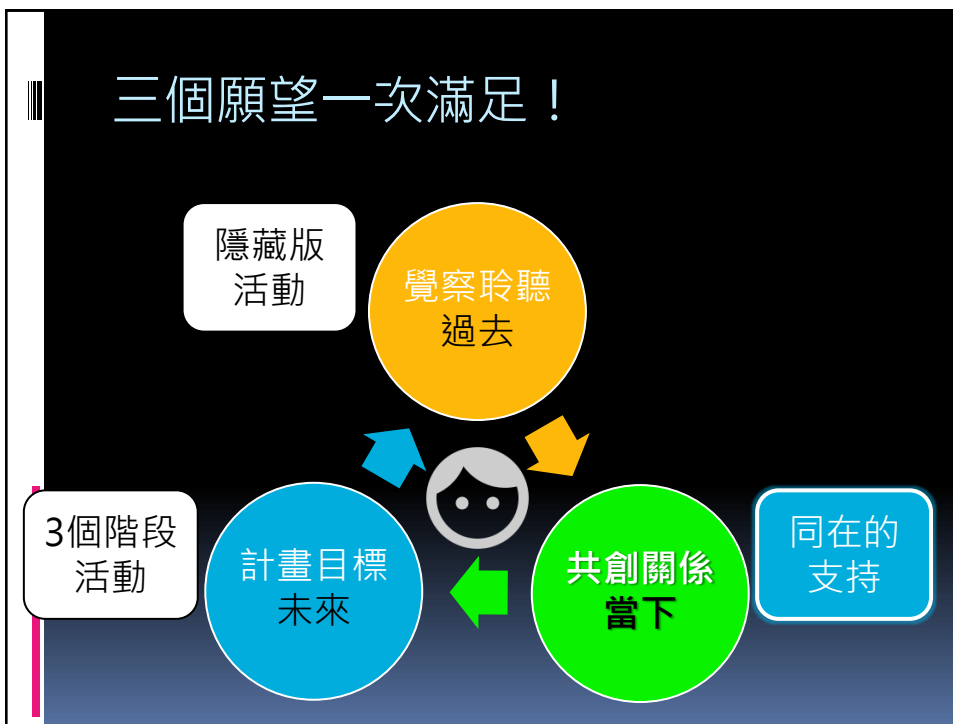 三個願望一次滿足！
隱藏版
活動
覺察聆聽
過去
3個階段
活動
計畫目標
未來
共創關係
當下
同在的
支持